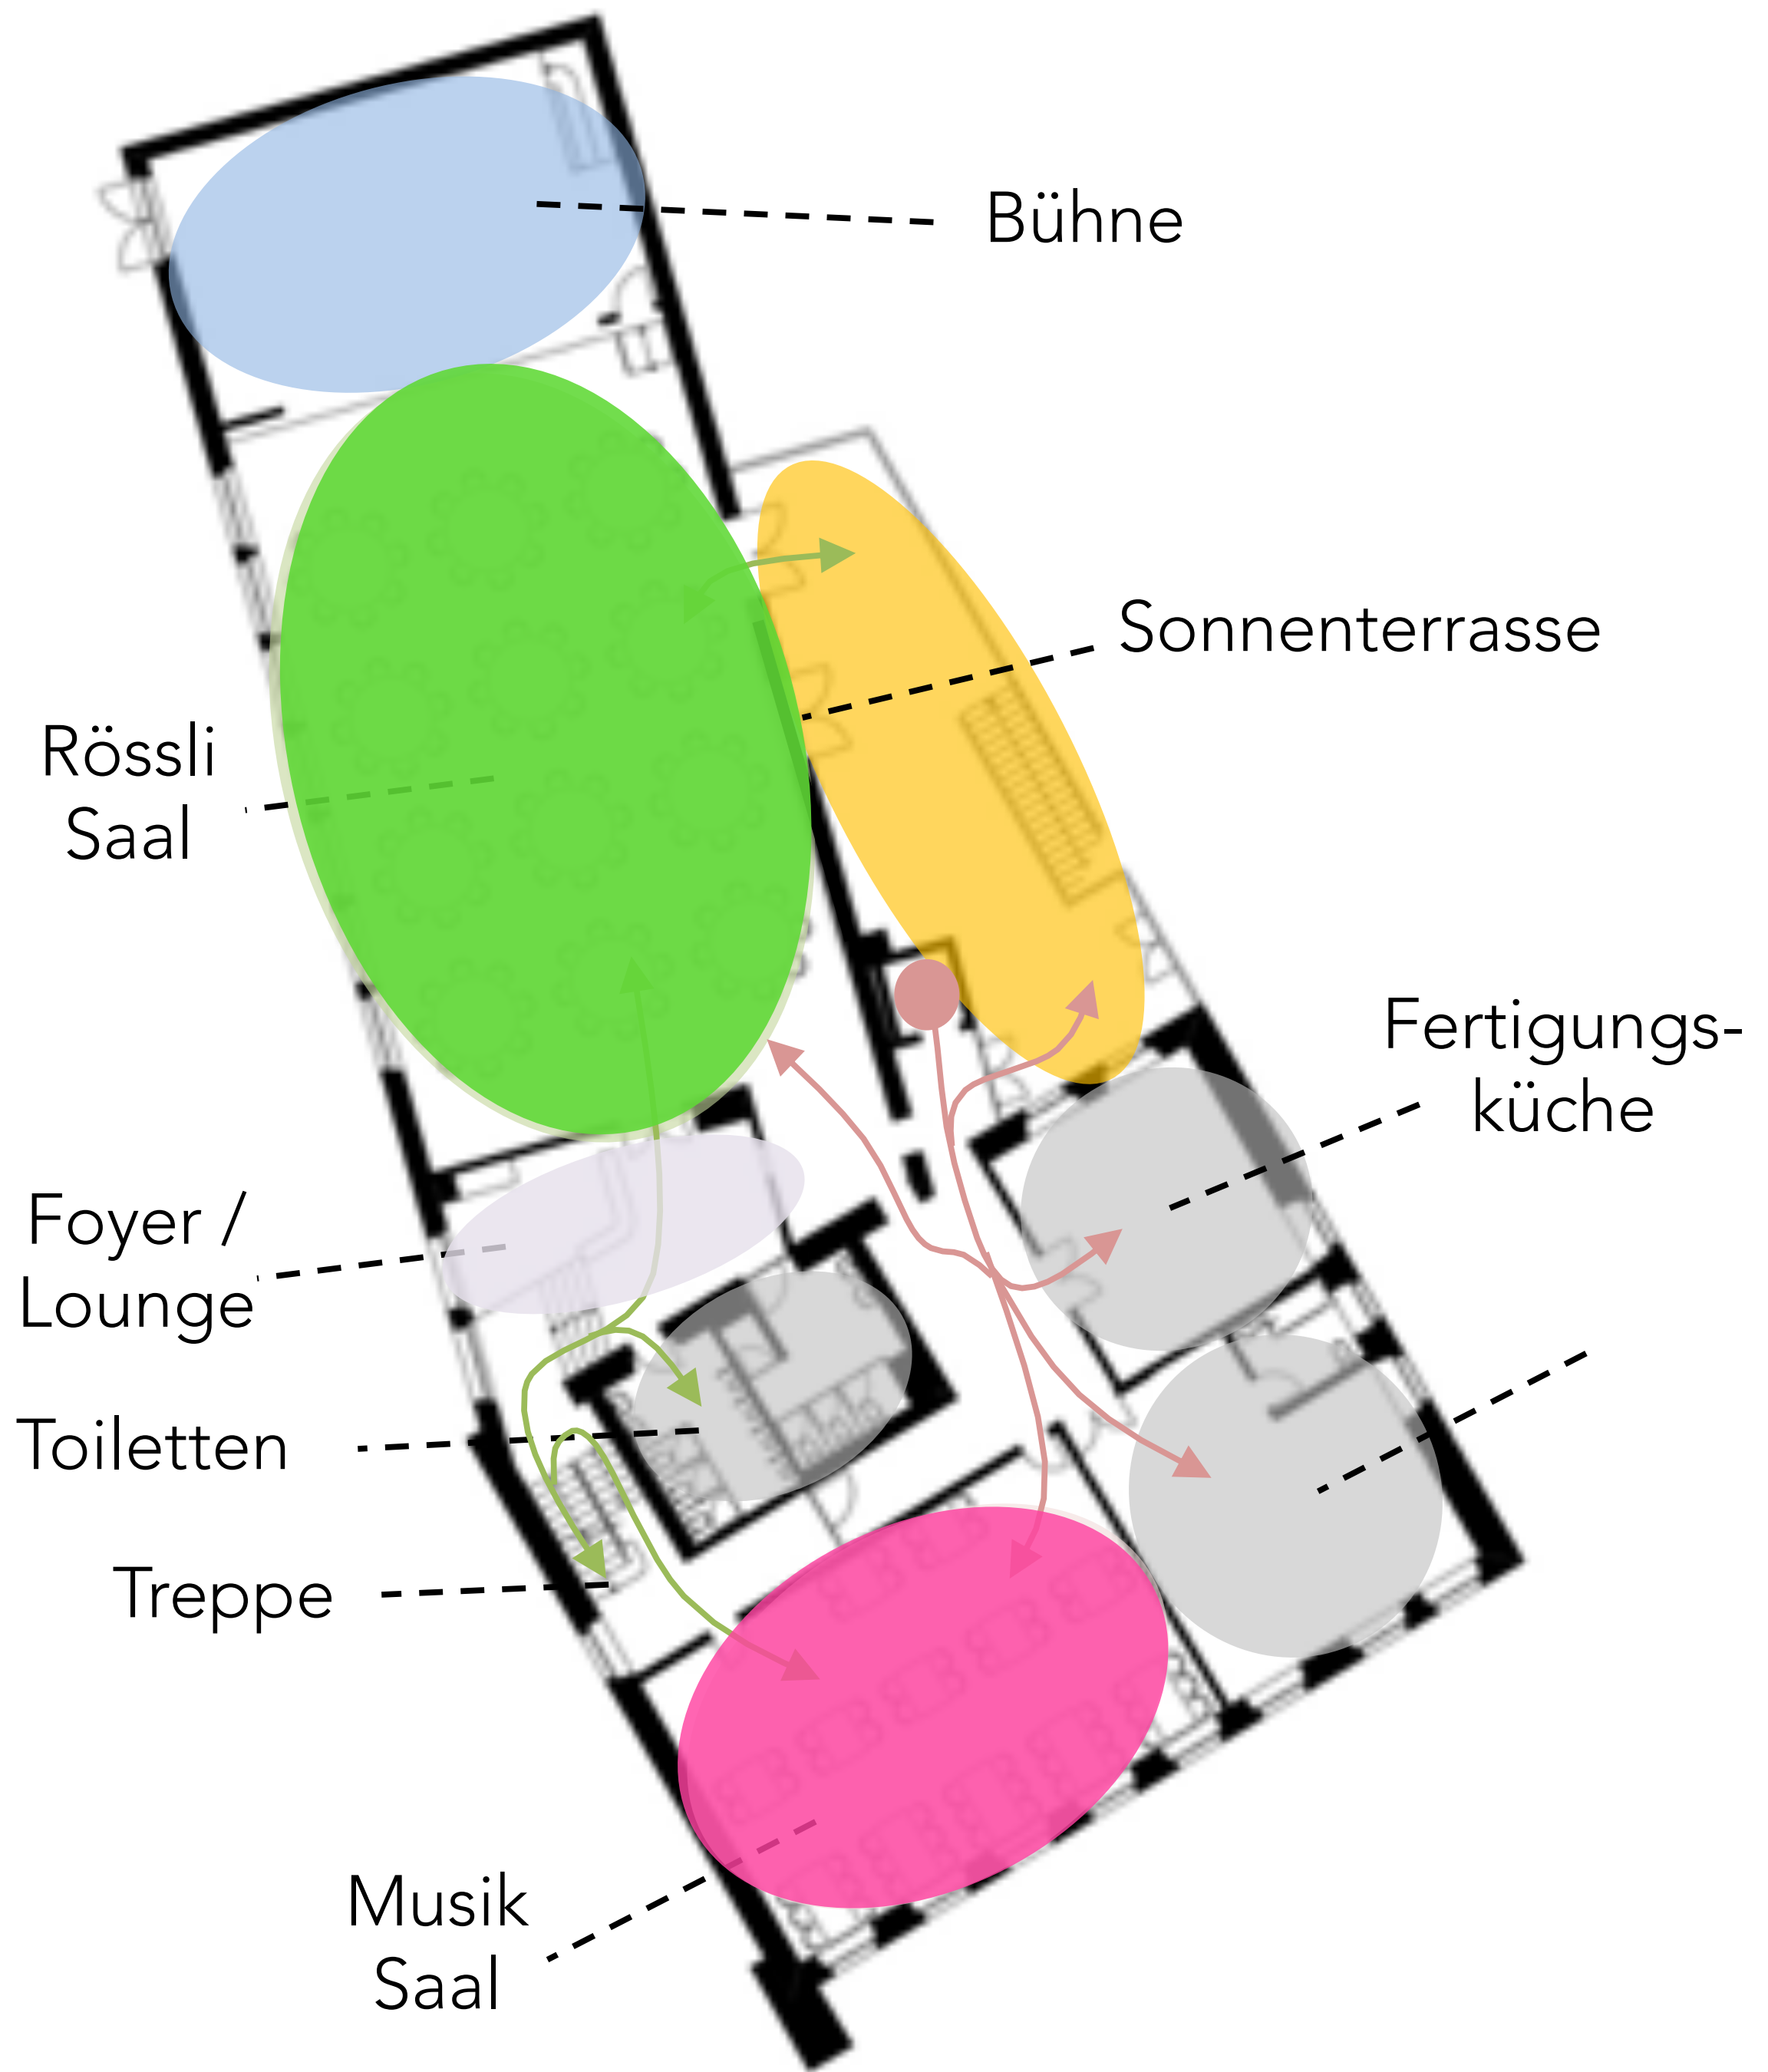 Bühne
Sonnenterrasse
Rössli
Saal
Fertigungs-
küche
Foyer /
Lounge
Toiletten
Treppe
Musik
Saal